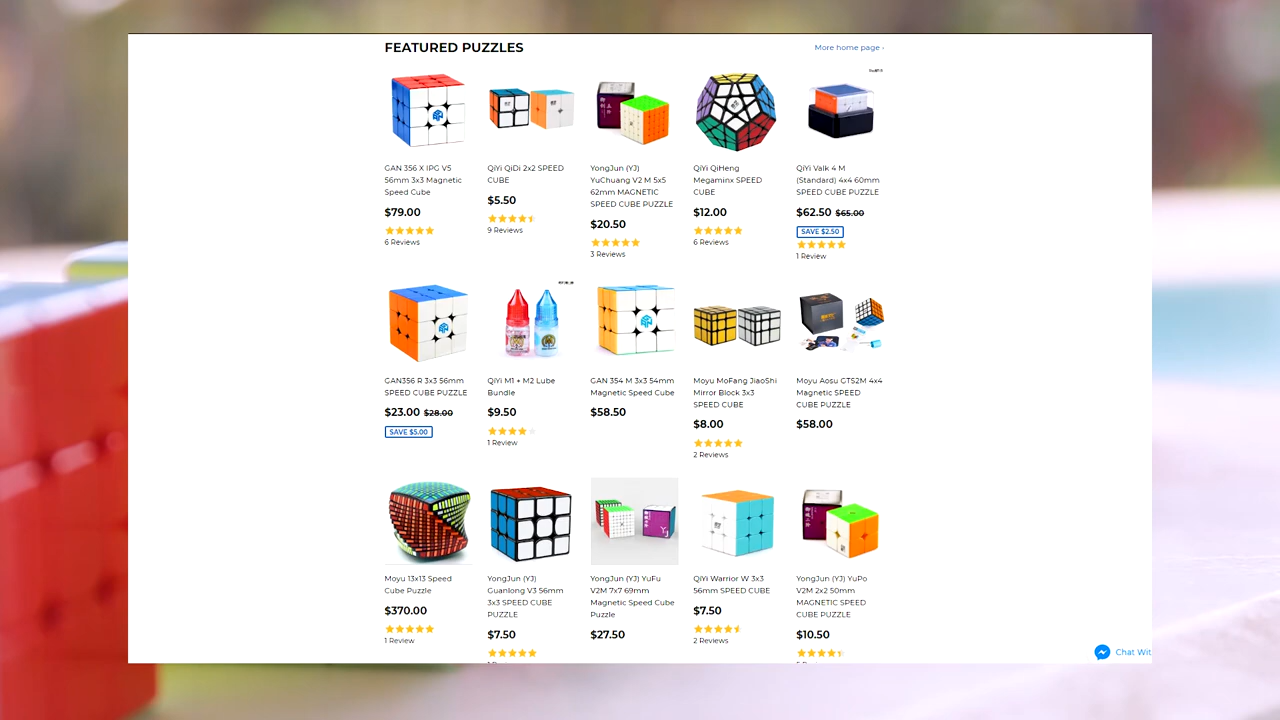 FEATURED PUZZLES
More home page ›
GAN 356 X IPG V5
56mm 3x3 Magnetic
Speed Cube
$79.00
6 Reviews
QiYi QiDi 2x2 SPEED
CUBE
$5.50
9 Reviews
YongJun (YJ)
YuChuang V2 M 5x5
62mm MAGNETIC
SPEED CUBE PUZZLE
$20.50
3 Reviews
QiYi QiHeng
Megaminx SPEED
CUBE
$12.00
6 Reviews
QiYi Valk 4 M
(Standard) 4x4 60mm
SPEED CUBE PUZZLE
$62.50 $65.00
SAVE $2.50
1 Review
GAN356 R 3x3 56mm
SPEED CUBE PUZZLE
$23.00 $28.00
SAVE $5.00
QiYi M1 + M2 Lube
Bundle
$9.50
1 Review
GAN 354 M 3x3 54mm
Magnetic Speed Cube
$58.50
Moyu MoFang JiaoShi
Mirror Block 3x3
SPEED CUBE
$8.00
2 Reviews
Moyu Aosu GTS2M 4x4
Magnetic SPEED
CUBE PUZZLE
$58.00
Moyu 13x13 Speed
Cube Puzzle
$370.00
1 Review
YongJun (YJ)
Guanlong V3 56mm
3x3 SPEED CUBE
PUZZLE
$7.50
YongJun (YJ) YuFu
V2M 7x7 69mm
Magnetic Speed Cube
Puzzle
$27.50
QiYi Warrior W 3x3
56mm SPEED CUBE
$7.50
2 Reviews
YongJun (YJ) YuPo
V2M 2x2 50mm
MAGNETIC SPEED
CUBE PUZZLE
$10.50
Chat Wit